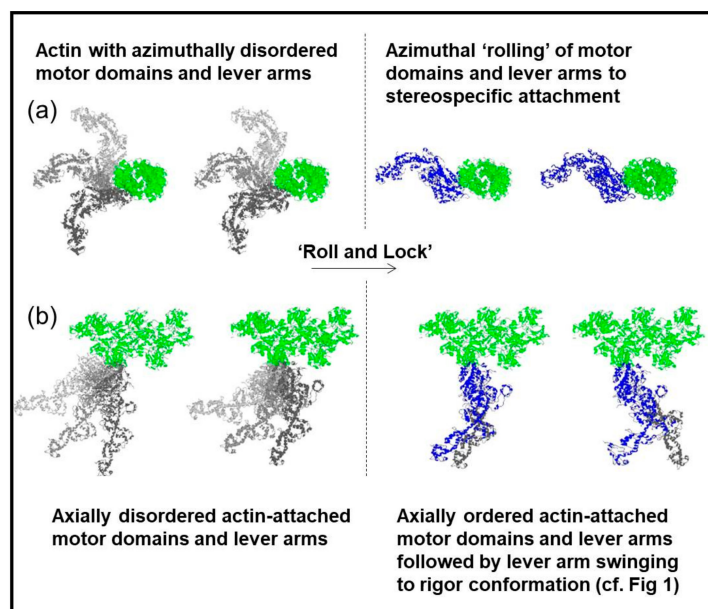 Actin with azimuthally disordered
motor domains and lever arms
Azimuthal ‘rolling’ of motor
domains and lever arms to
stereospecific attachment
(a)
‘Roll and Lock’
(b)
Axially disordered actin-attached
motor domains and lever arms
Axially ordered actin-attached
motor domains and lever arms
followed by lever arm swinging
to rigor conformation (cf. Fig 1)